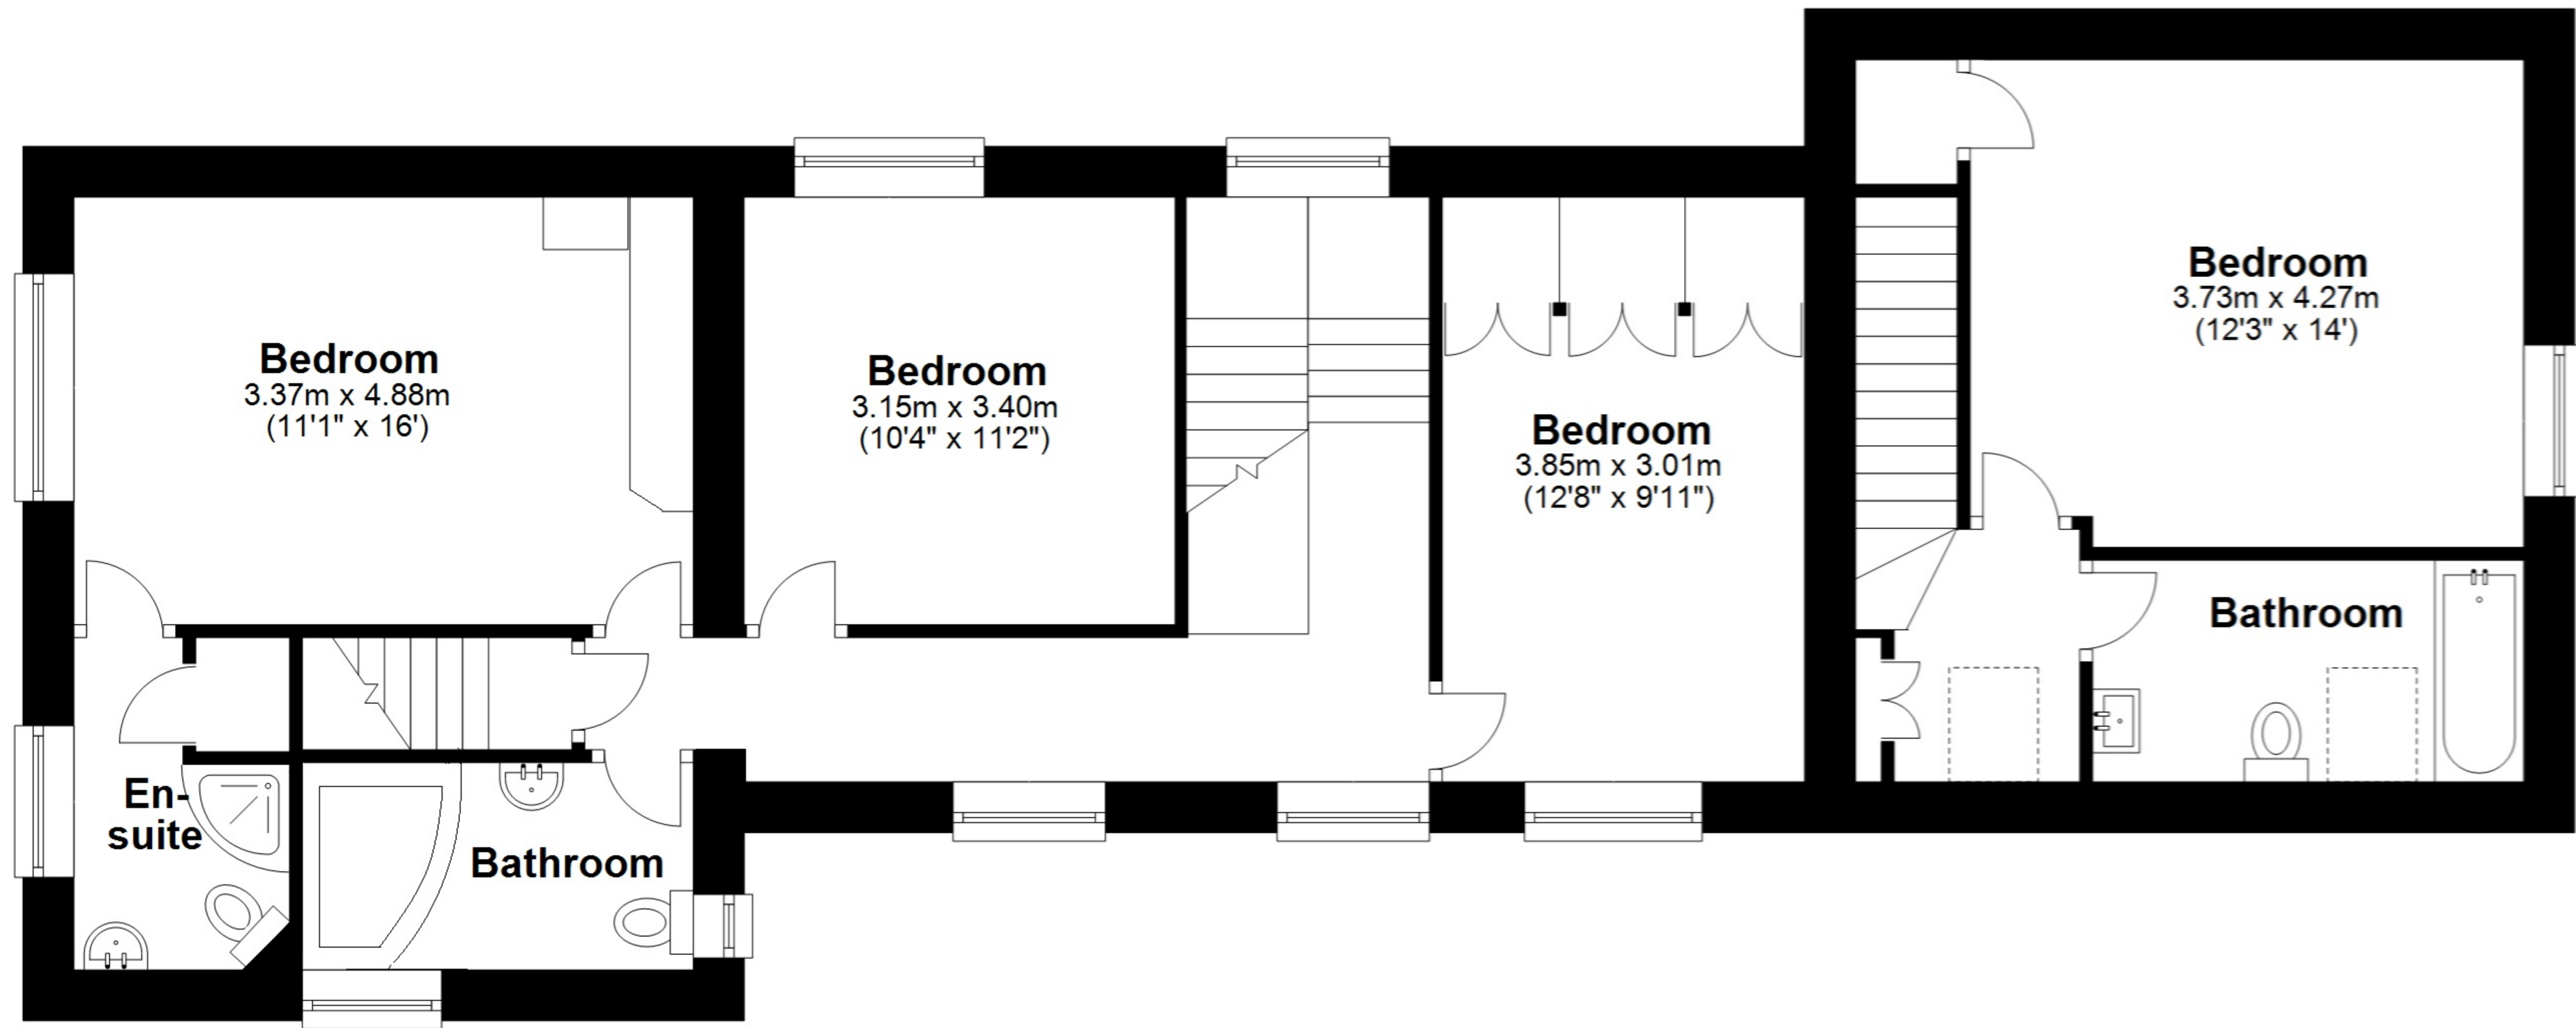 Bedroom
3.37m x 4.88m
(11'1" x 16')
Bedroom
3.15m x 3.40m
(10'4" x 11'2")
Bedroom
3.85m x 3.01m
(12'8" x 9'11")
Bedroom
3.73m x 4.27m
(12'3" x 14')
Bathroom
En-
suite
Bathroom